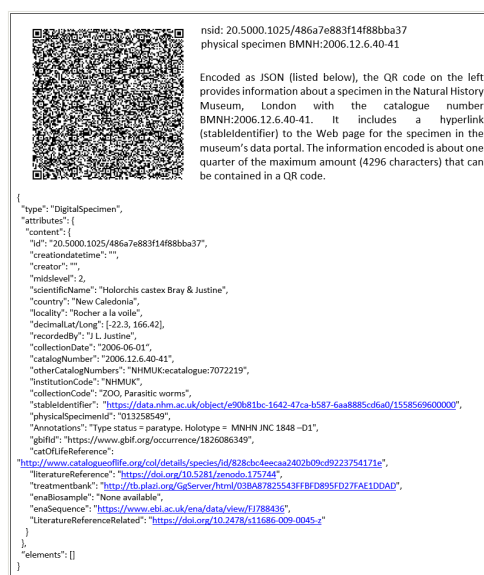 nsid: 20.5000.1025/486a7e883f14f88bba37
physical specimen BMNH:2006.12.6.40-41
Encoded as JSON (listed below), the QR code on the left
provides information about a specimen in the Natural History
Museum, London with the catalogue number
BMNH:2006.12.6.40-41. It includes a hyperlink
(stableIdentifier) to the Web page for the specimen in the
museum's data portal. The information encoded is about one
quarter of the maximum amount (4296 characters) that can
be contained in a QR code.
{
"type": "DigitalSpecimen",
"attributes": {
"content": {
"id": "20.5000.1025/486a7e883f14f88bba37",
"creationdatetime": "",
"creator": "",
"midslevel": 2,
"scientificName": "Holorchis castex Bray & Justine",
"country": "New Caledonia",
"locality": "Rocher a la voile",
"decimalLat/Long": [-22.3, 166.42],
"recordedBy": "J L. Justine",
"collectionDate": "2006-06-01",
"catalogNumber": "2006.12.6.40-41",
"otherCatalogNumbers": "NHMUK:ecatalogue:7072219",
"institutionCode": "NHMUK",
"collectionCode": "ZOO, Parasitic worms",
"stableIdentifier": "https://data.nhm.ac.uk/object/e90b81bc-1642-47ca-b587-6aa8885cd6a0/1558569600000",
"physicalSpecimenId": "013258549",
"Annotations": "Type status = paratype. Holotype = MNHN JNC 1848 –D1",
"gbifId": "https://www.gbif.org/occurrence/1826086349",
"catOfLifeReference":
"http://www.catalogueoflife.org/col/details/species/id/828cbc4eecaa2402b09cd9223754171e",
"literatureReference": "https://doi.org/10.5281/zenodo.175744",
"treatmentbank": "http://tb.plazi.org/GgServer/html/03BA87825543FFBFD895FD27FAE1DDAD",
"enaBiosample": "None available",
"enaSequence": "https://www.ebi.ac.uk/ena/data/view/FJ788436",
"LiteratureReferenceRelated": "https://doi.org/10.2478/s11686-009-0045-z"
}
},
"elements": []
}